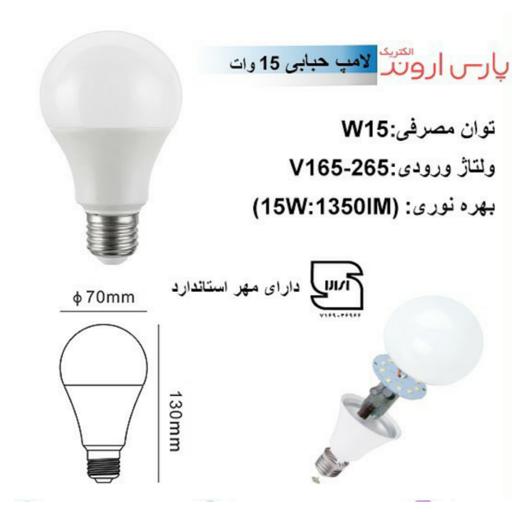 پارس اروند الکتریک
لامپ حبابی 15 وات
توان مصرفی:W15
ولتاژ ورودی:V165-265
بهره نوری: (15W:1350lM)
دارای مهر استاندارد
ϕ70mm
130mm